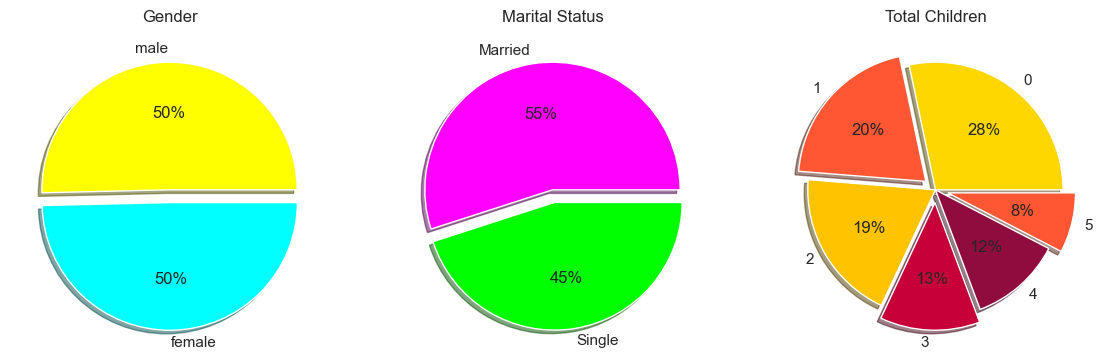 Gender
male
50%
50%
female
Marital Status
Married
55%
45%
Single
Total Children
0
28%
1
20%
2
19%
3
13%
4
12%
5
8%